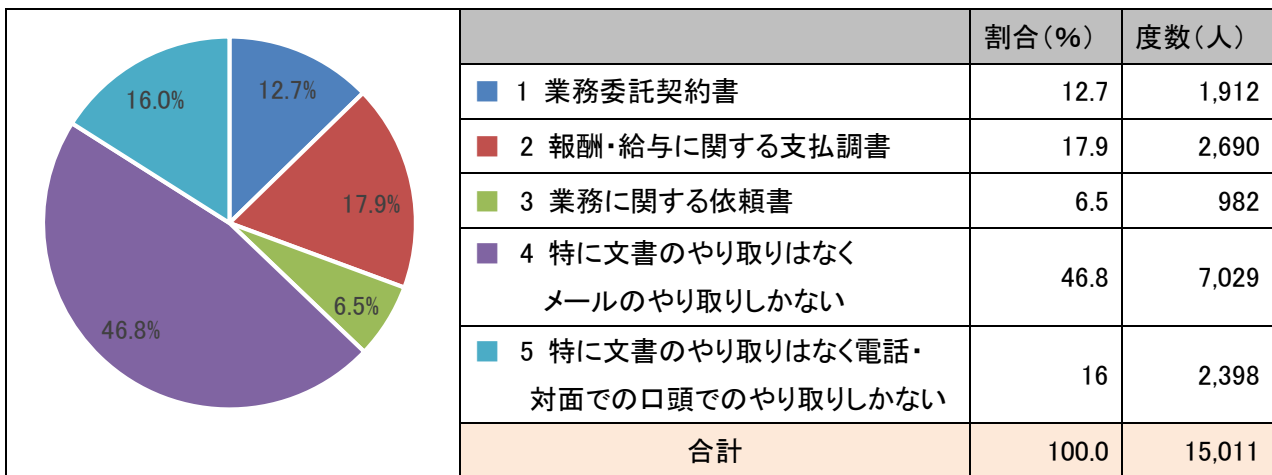 12.7%
17.9%
6.5%
46.8%
16.0%
割合(%) 度数(人)
1 業務委託契約書 12.7 1,912
2 報酬・給与に関する支払調書 17.9 2,690
3 業務に関する依頼書 6.5 982
4 特に文書のやり取りはなく
メールのやり取りしかない 46.8 7,029
5 特に文書のやり取りはなく電話・
対面での口頭でのやり取りしかない 16 2,398
合計 100.0 15,011